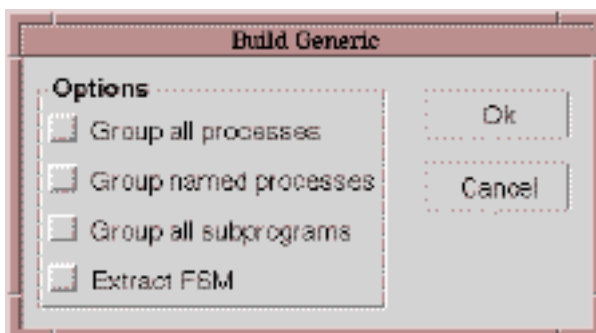 Build Generic
Options
Group all processes
Group named processes
Group all subprograms
Extract FSM
Ok
Cancel